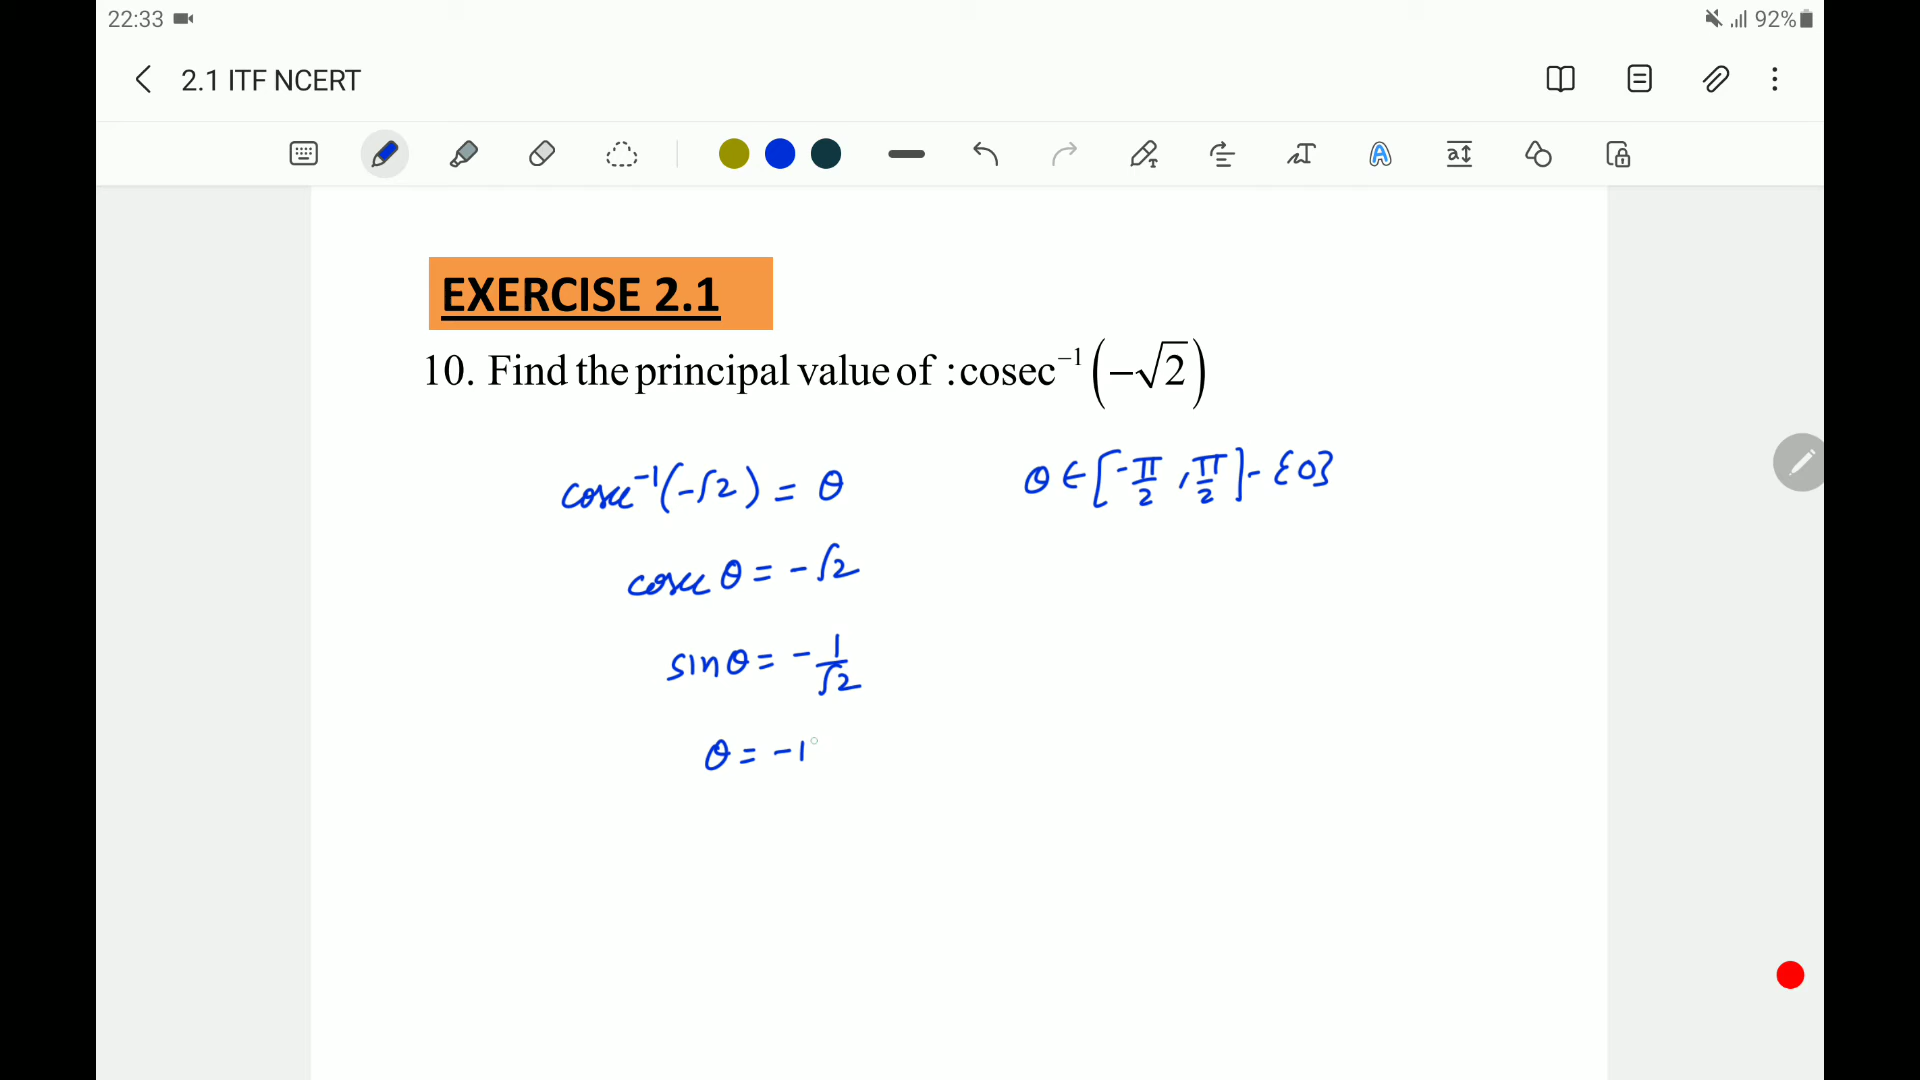 22:33 92%
2.1 ITF NCERT
EXERCISE 2.1
10. Find the principal value of : cosec⁻¹(−√2)
cosec⁻¹(-√2) = θ θ ∈ [-π/2, π/2] - {0}
cosec θ = -√2
sinθ = -1/√2
θ = -1